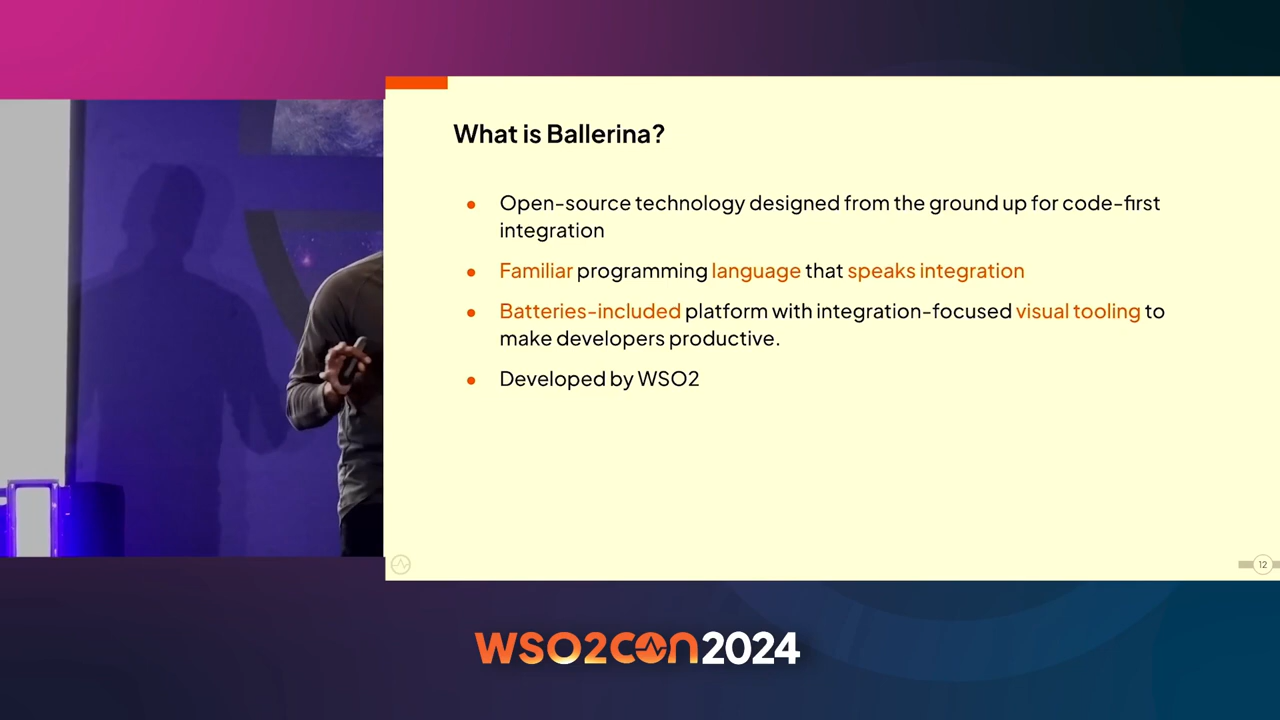 What is Ballerina?
● Open-source technology designed from the ground up for code-first
integration
● Familiar programming language that speaks integration
● Batteries-included platform with integration-focused visual tooling to
make developers productive.
● Developed by WSO2
12
WSO2CON2024